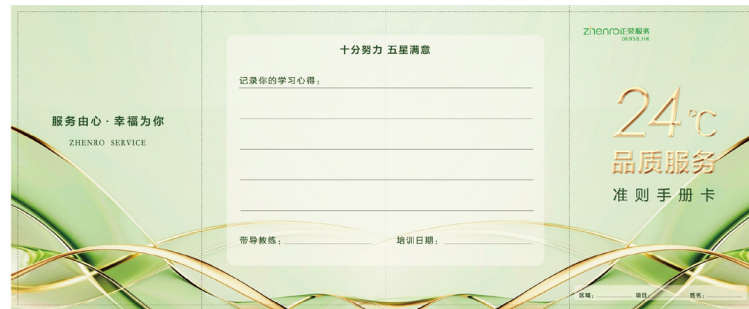 服务由心·幸福为你
ZHENRO SERVICE
十分努力 五星满意
记录你的学习心得：
带导教练： 培训日期：
zhenro正荣服务
06958.HK
24℃
品质服务
准则手册卡
区域： 项目： 姓名：